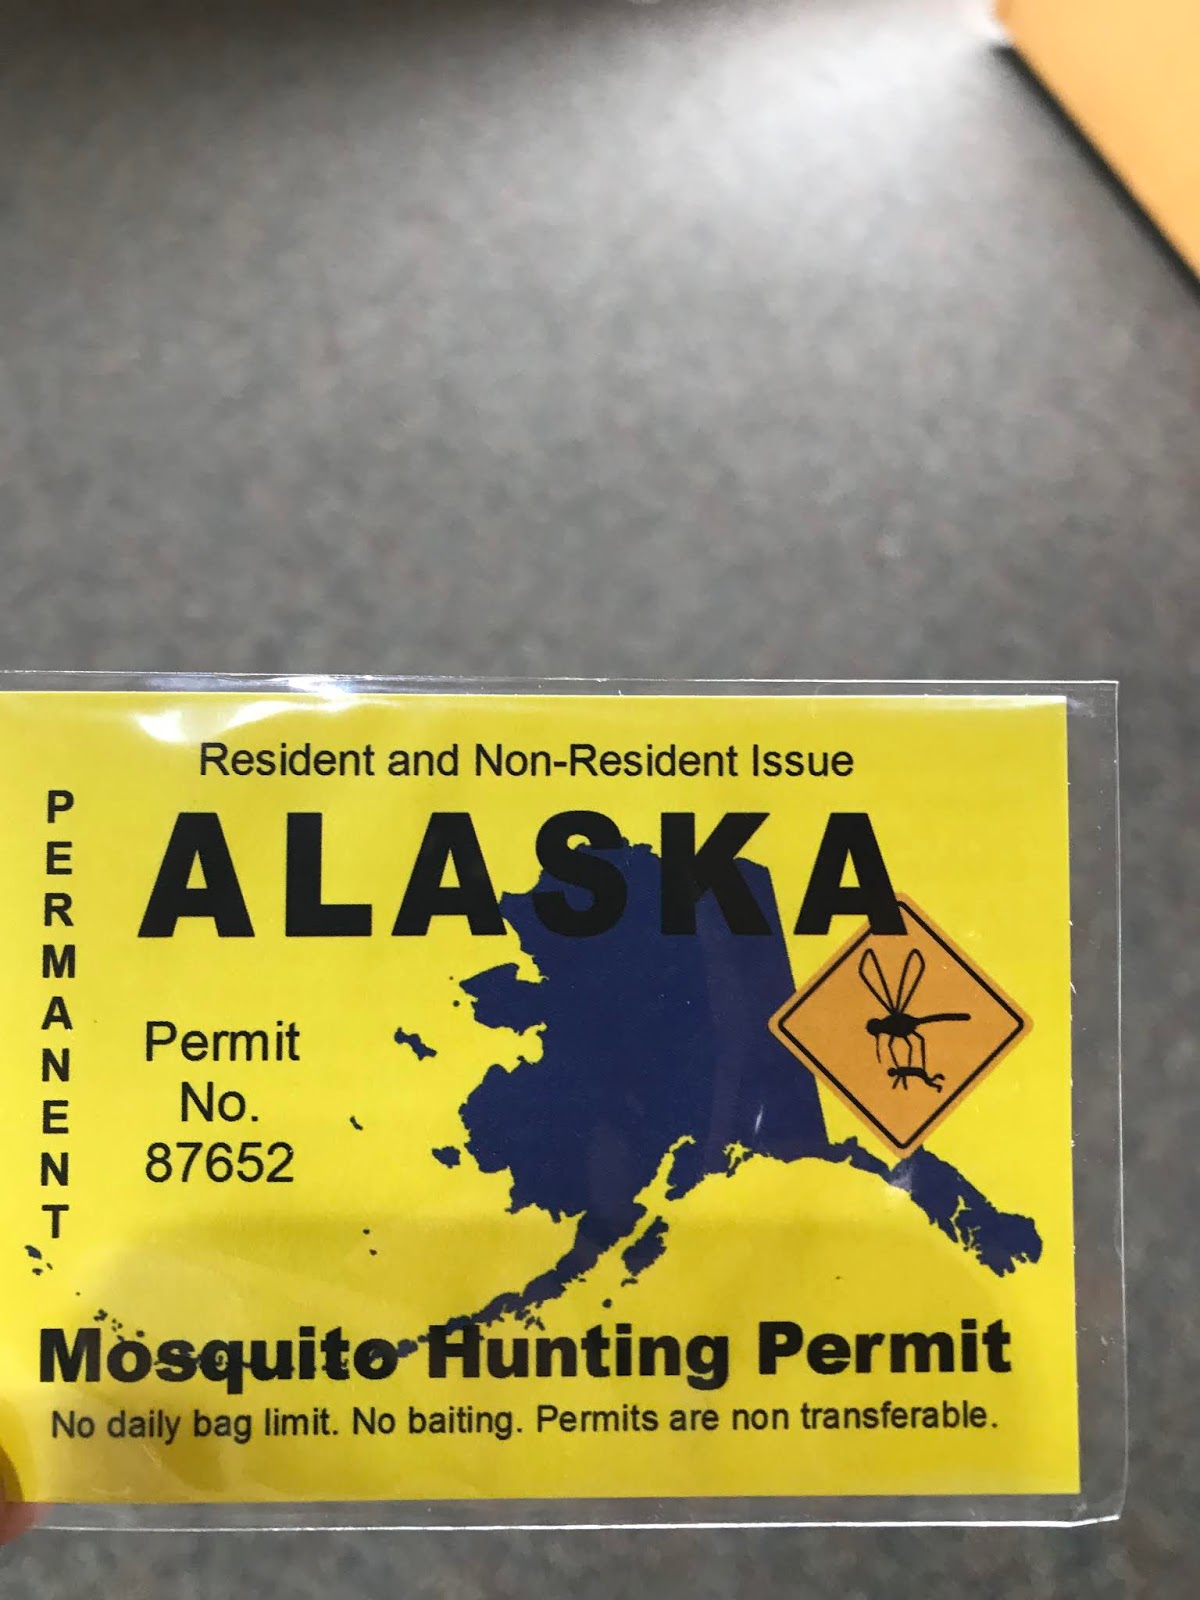 Resident and Non-Resident Issue
ALASKA
PERMANENT
Permit
No.
87652
Mosquito Hunting Permit
No daily bag limit. No baiting. Permits are non transferable.